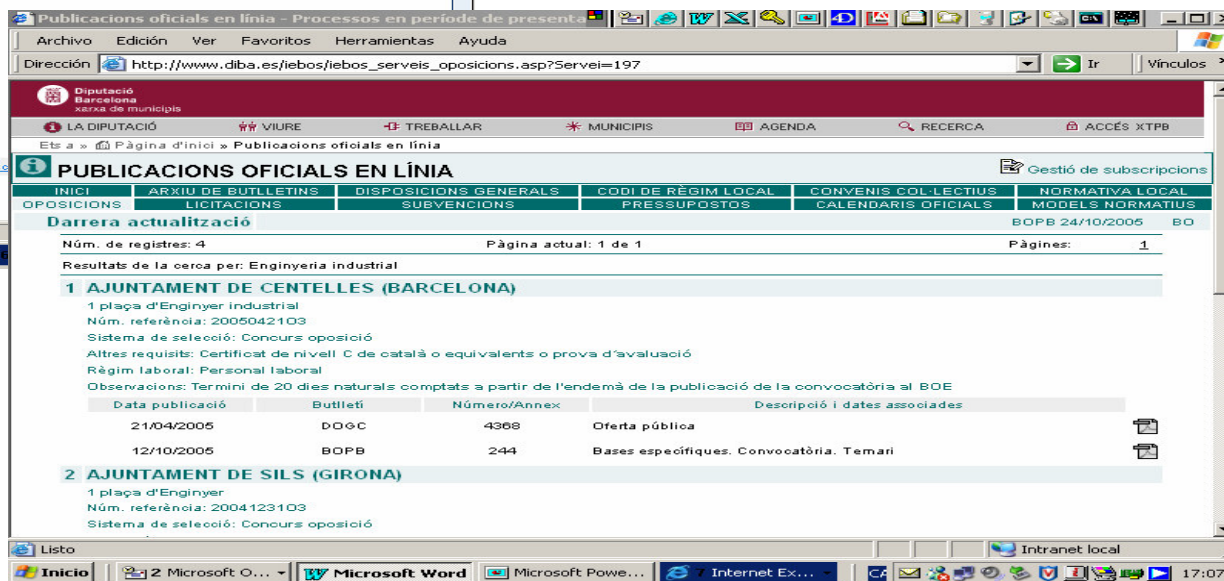 Publicacions oficials en línia - Processos en període de presenta
Archivo Edición Ver Favoritos Herramientas Ayuda
Dirección http://www.diba.es/iebos/iebos_serveis_oposicions.asp?Servei=197 Ir Vínculos
Diputació
Barcelona
xarxa de municipis
LA DIPUTACIÓ VIURE TREBALLAR MUNICIPIS AGENDA RECERCA ACCÉS XTPB
Ets a » Pàgina d'inici » Publicacions oficials en línia
PUBLICACIONS OFICIALS EN LÍNIA Gestió de subscripcions
INICI ARXIU DE BUTLLETINS DISPOSICIONS GENERALS CODI DE RÈGIM LOCAL CONVENIS COL·LECTIUS NORMATIVA LOCAL
OPOSICIONS LICITACIONS SUBVENCIONS PRESSUPOSTOS CALENDARIS OFICIALS MODELS NORMATIUS
Darrera actualització BOPB 24/10/2005 BO
Núm. de registres: 4 Pàgina actual: 1 de 1 Pàgines: 1
Resultats de la cerca per: Enginyeria industrial
1 AJUNTAMENT DE CENTELLES (BARCELONA)
1 plaça d'Enginyer industrial
Núm. referència: 2005042103
Sistema de selecció: Concurs oposició
Altres requisits: Certificat de nivell C de català o equivalents o prova d'avaluació
Règim laboral: Personal laboral
Observacions: Termini de 20 dies naturals comptats a partir de l'endemà de la publicació de la convocatòria al BOE
Data publicació Butlletí Número/Annex Descripció i dates associades
21/04/2005 DOGC 4368 Oferta pública
12/10/2005 BOPB 244 Bases específiques. Convocatòria. Temari
2 AJUNTAMENT DE SILS (GIRONA)
1 plaça d'Enginyer
Núm. referència: 2004123103
Sistema de selecció: Concurs oposició
Listo Intranet local
Inicio 2 Microsoft O... Microsoft Word Microsoft Powe... 7 Internet Ex... CA 17:07